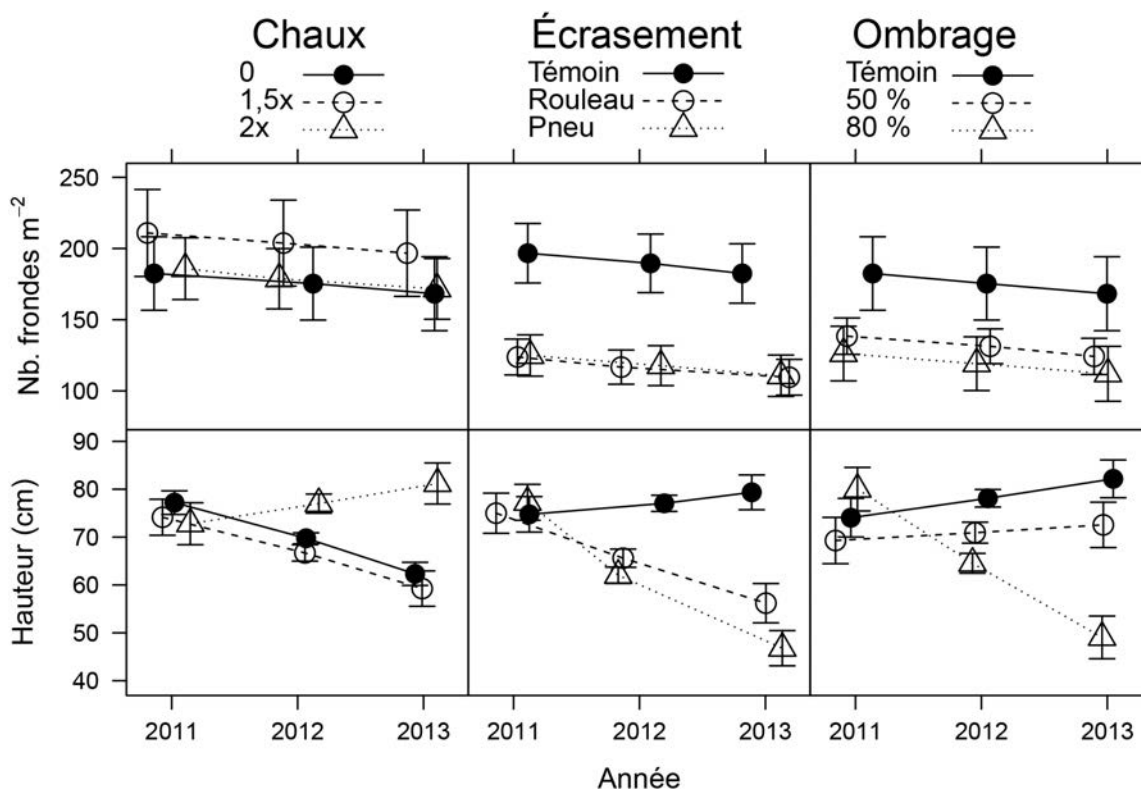 Chaux Écrasement Ombrage
0 Témoin Témoin
1,5x Rouleau 50 %
2x Pneu 80 %
Nb. frondes m⁻²
250
200
150
100
Hauteur (cm)
90
80
70
60
50
40
2011 2012 2013 2011 2012 2013 2011 2012 2013
Année